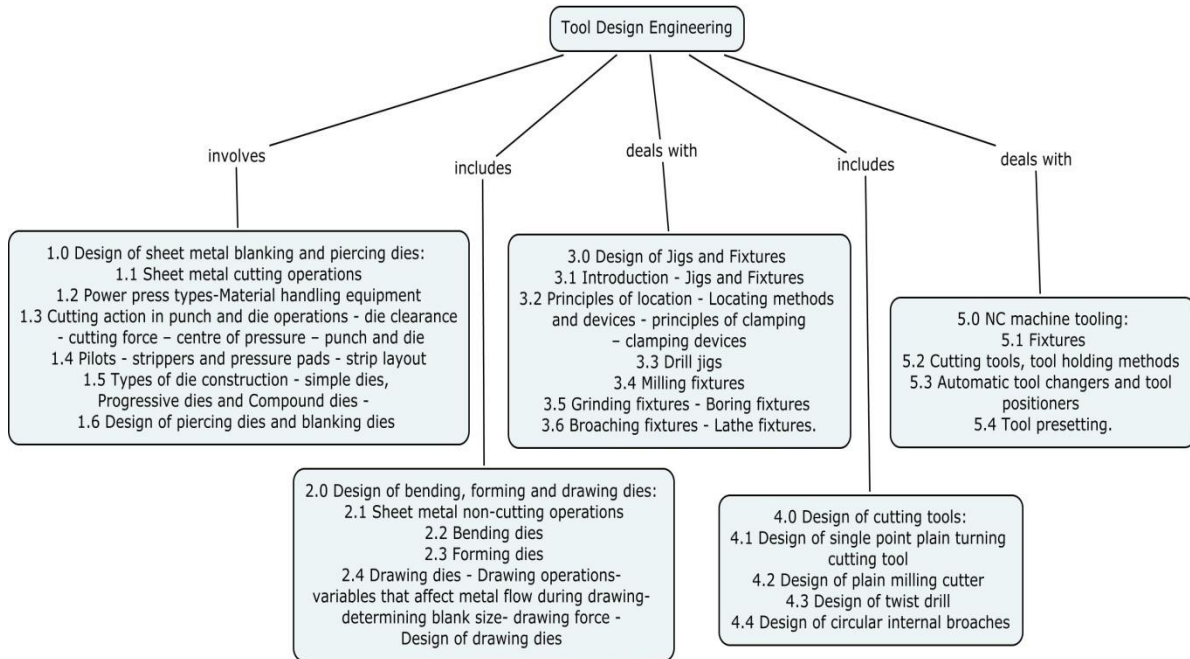 Tool Design Engineering
involves
includes
deals with
includes
deals with
1.0 Design of sheet metal blanking and piercing dies:
1.1 Sheet metal cutting operations
1.2 Power press types-Material handling equipment
1.3 Cutting action in punch and die operations - die clearance
- cutting force – centre of pressure – punch and die
1.4 Pilots - strippers and pressure pads - strip layout
1.5 Types of die construction - simple dies,
Progressive dies and Compound dies -
1.6 Design of piercing dies and blanking dies
2.0 Design of bending, forming and drawing dies:
2.1 Sheet metal non-cutting operations
2.2 Bending dies
2.3 Forming dies
2.4 Drawing dies - Drawing operations-
variables that affect metal flow during drawing-
determining blank size- drawing force -
Design of drawing dies
3.0 Design of Jigs and Fixtures
3.1 Introduction - Jigs and Fixtures
3.2 Principles of location - Locating methods
and devices - principles of clamping
– clamping devices
3.3 Drill jigs
3.4 Milling fixtures
3.5 Grinding fixtures - Boring fixtures
3.6 Broaching fixtures - Lathe fixtures.
4.0 Design of cutting tools:
4.1 Design of single point plain turning
cutting tool
4.2 Design of plain milling cutter
4.3 Design of twist drill
4.4 Design of circular internal broaches
5.0 NC machine tooling:
5.1 Fixtures
5.2 Cutting tools, tool holding methods
5.3 Automatic tool changers and tool
positioners
5.4 Tool presetting.